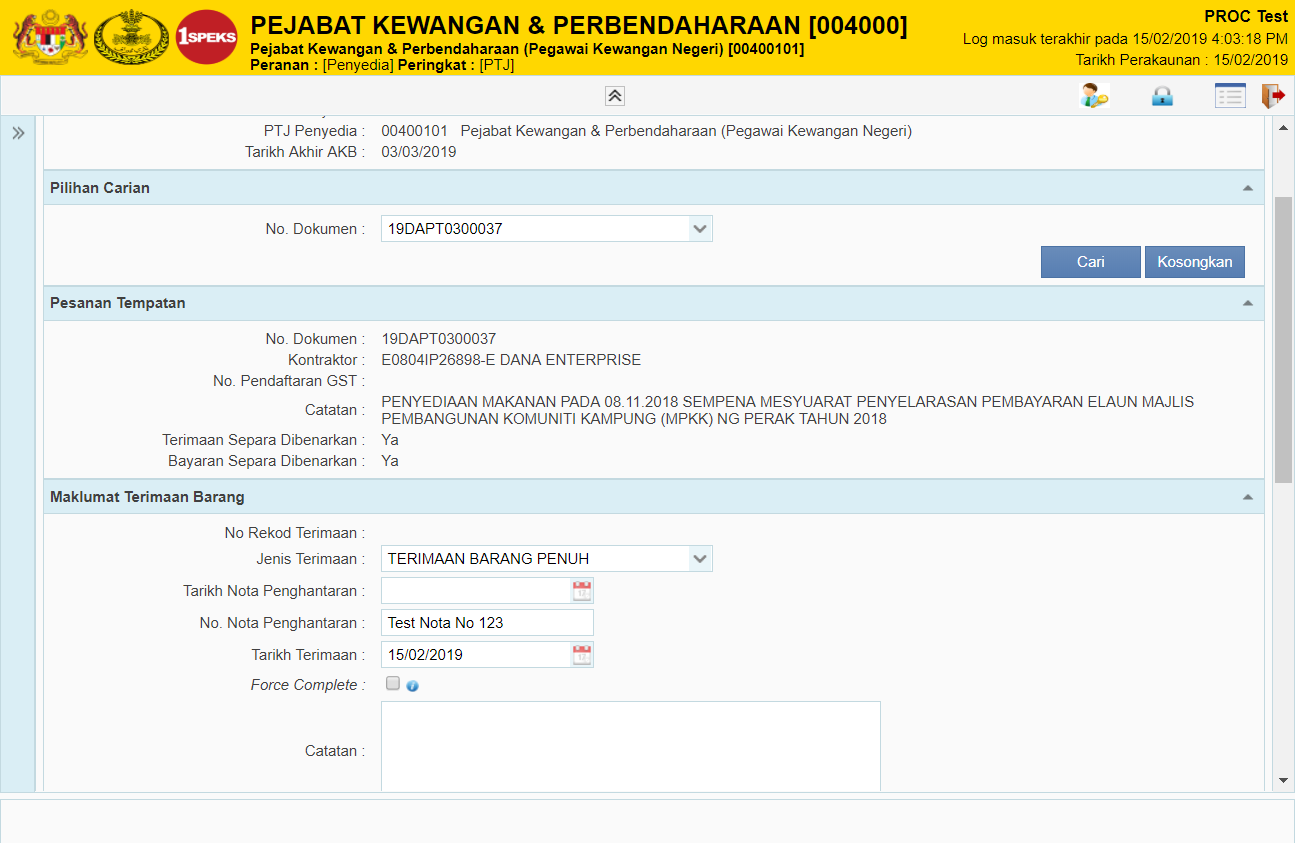 1SPEKS
PEJABAT KEWANGAN & PERBENDAHARAAN [004000]
Pejabat Kewangan & Perbendaharaan (Pegawai Kewangan Negeri) [00400101]
Peranan : [Penyedia] Peringkat : [PTJ]
PROC Test
Log masuk terakhir pada 15/02/2019 4:03:18 PM
Tarikh Perakaunan : 15/02/2019
PTJ Penyedia : 00400101 Pejabat Kewangan & Perbendaharaan (Pegawai Kewangan Negeri)
Tarikh Akhir AKB : 03/03/2019
Pilihan Carian
No. Dokumen : 19DAPT0300037
Cari Kosongkan
Pesanan Tempatan
No. Dokumen : 19DAPT0300037
Kontraktor : E0804IP26898-E DANA ENTERPRISE
No. Pendaftaran GST :
Catatan : PENYEDIAAN MAKANAN PADA 08.11.2018 SEMPENA MESYUARAT PENYELARASAN PEMBAYARAN ELAUN MAJLIS
PEMBANGUNAN KOMUNITI KAMPUNG (MPKK) NG PERAK TAHUN 2018
Terimaan Separa Dibenarkan : Ya
Bayaran Separa Dibenarkan : Ya
Maklumat Terimaan Barang
No Rekod Terimaan :
Jenis Terimaan : TERIMAAN BARANG PENUH
Tarikh Nota Penghantaran :
No. Nota Penghantaran : Test Nota No 123
Tarikh Terimaan : 15/02/2019
Force Complete :
Catatan :